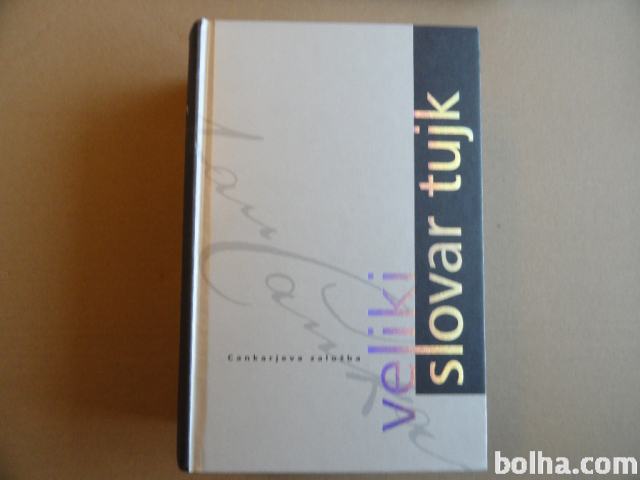 veliki
slovar tujk
Cankarjeva založba
bolha.com